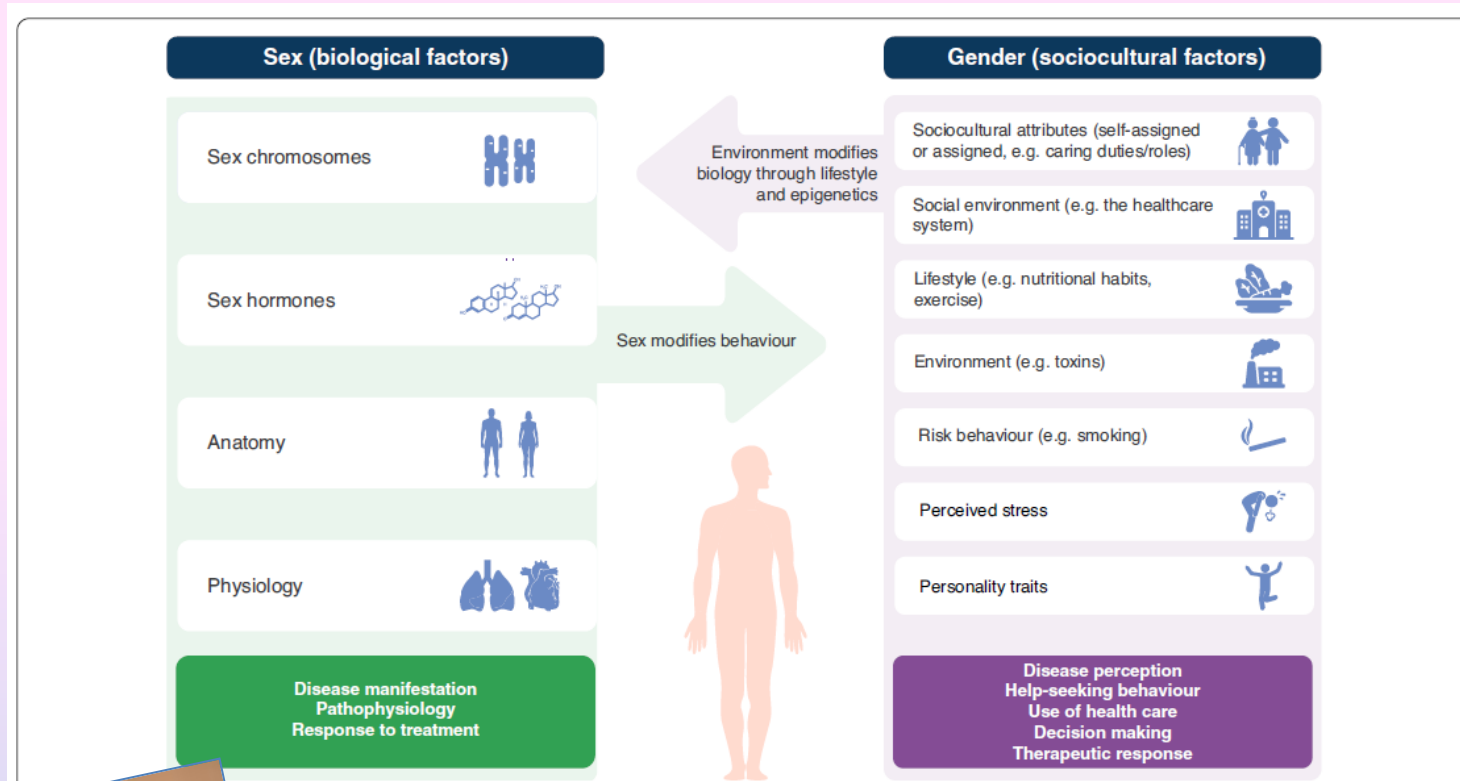 Sex (biological factors)
Sex chromosomes
Sex hormones
Anatomy
Physiology
Disease manifestation
Pathophysiology
Response to treatment
Environment modifies
biology through lifestyle
and epigenetics
Sex modifies behaviour
Gender (sociocultural factors)
Sociocultural attributes (self-assigned
or assigned, e.g. caring duties/roles)
Social environment (e.g. the healthcare
system)
Lifestyle (e.g. nutritional habits,
exercise)
Environment (e.g. toxins)
Risk behaviour (e.g. smoking)
Perceived stress
Personality traits
Disease perception
Help-seeking behaviour
Use of health care
Decision making
Therapeutic response